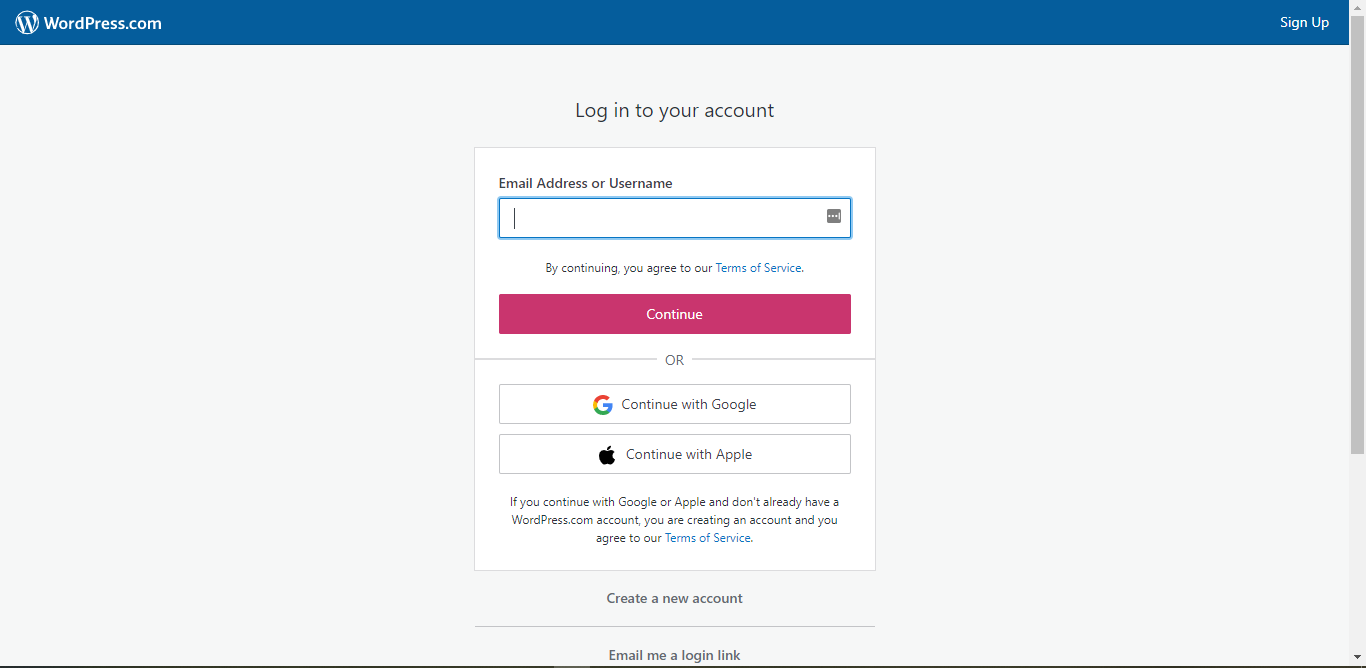 WordPress.com
Sign Up
Log in to your account
Email Address or Username
By continuing, you agree to our Terms of Service.
Continue
OR
Continue with Google
Continue with Apple
If you continue with Google or Apple and don't already have a
WordPress.com account, you are creating an account and you
agree to our Terms of Service.
Create a new account
Email me a login link